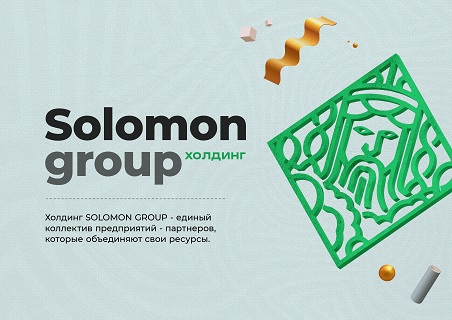 Solomon
group холдинг
Холдинг SOLOMON GROUP - единый
коллектив предприятий - партнеров,
которые объединяют свои ресурсы.